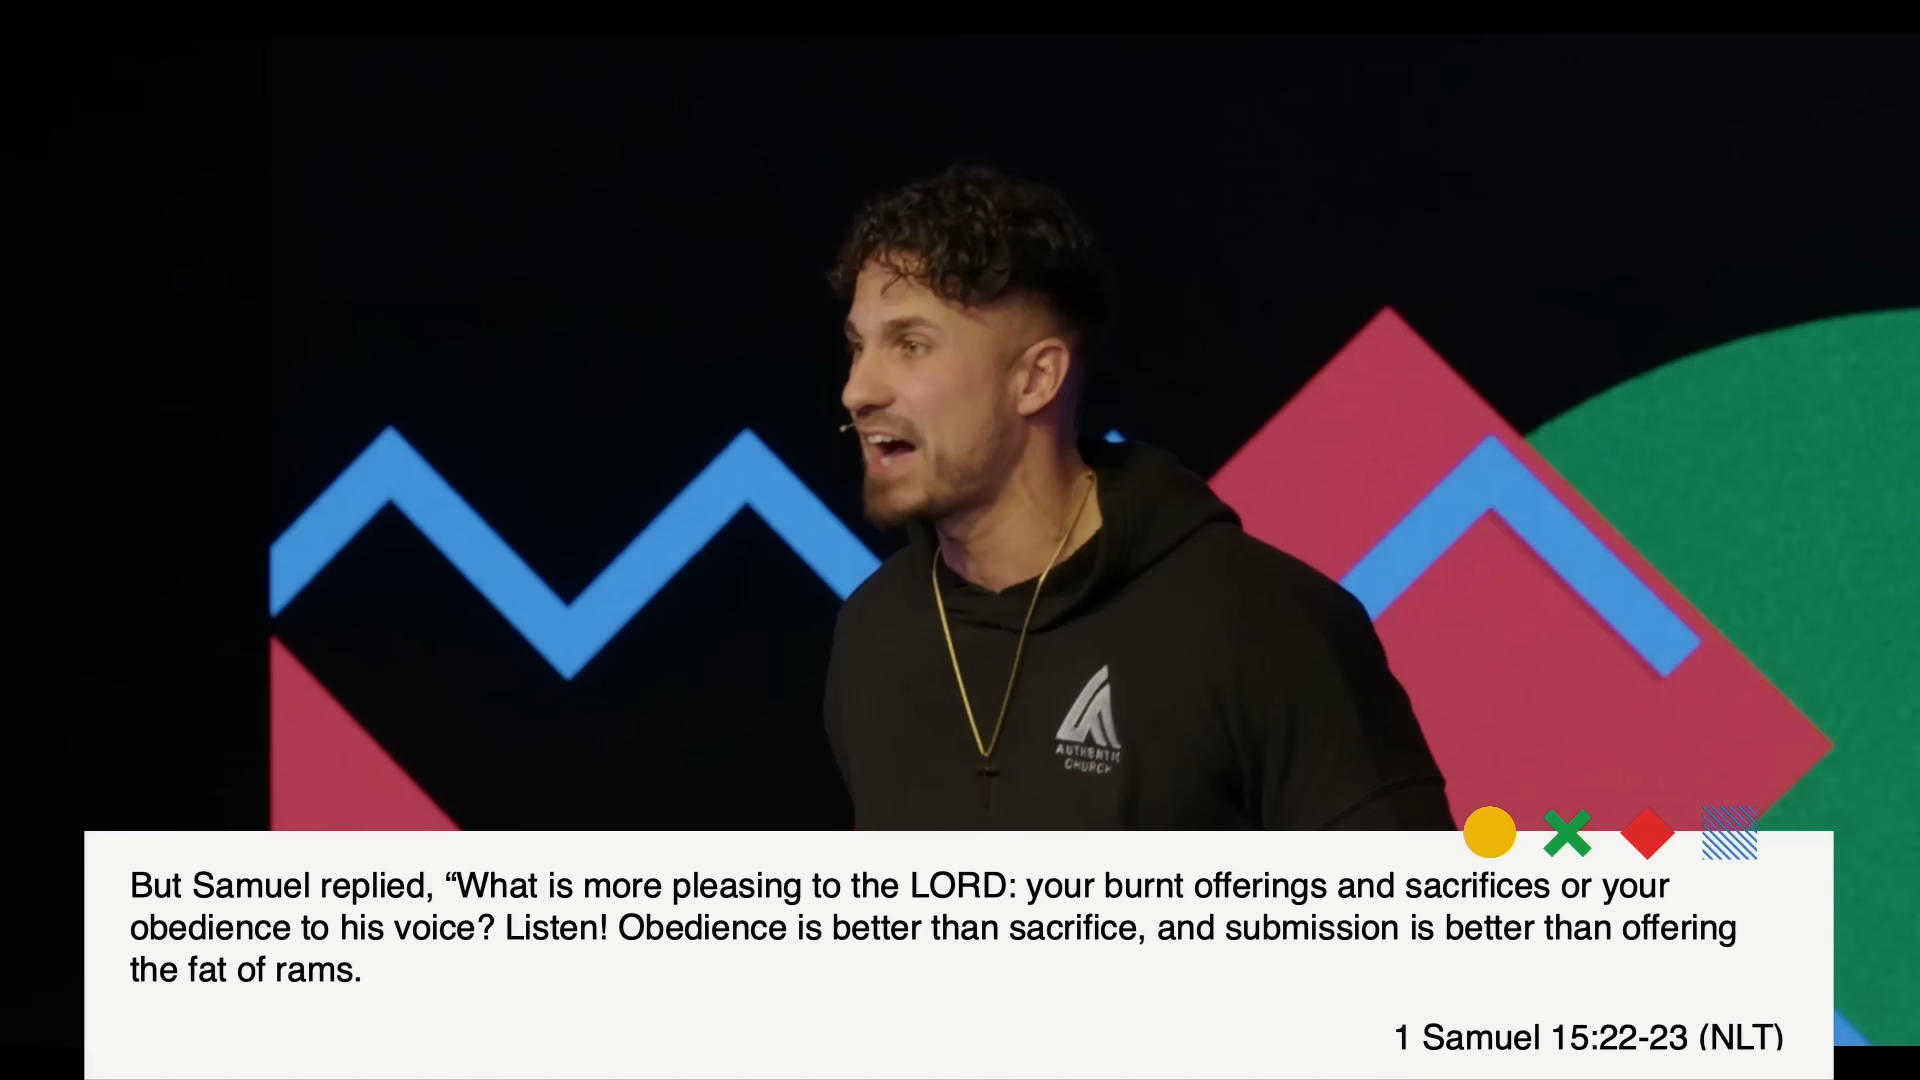 AUTHENTIC
CHURCH
But Samuel replied, “What is more pleasing to the LORD: your burnt offerings and sacrifices or your
obedience to his voice? Listen! Obedience is better than sacrifice, and submission is better than offering
the fat of rams.
1 Samuel 15:22-23 (NLT)